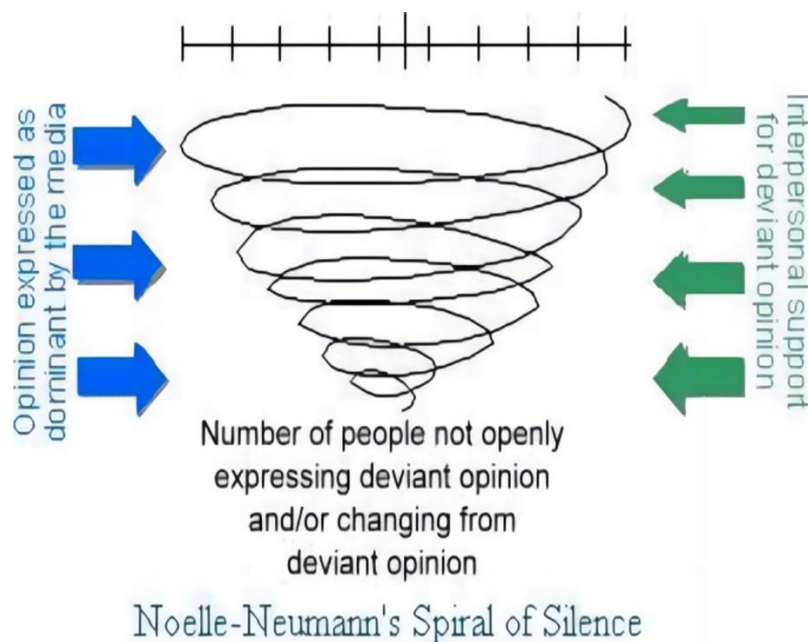 Opinion expressed as
dominant by the media
Interpersonal support
for deviant opinion
Number of people not openly
expressing deviant opinion
and/or changing from
deviant opinion
Noelle-Neumann's Spiral of Silence